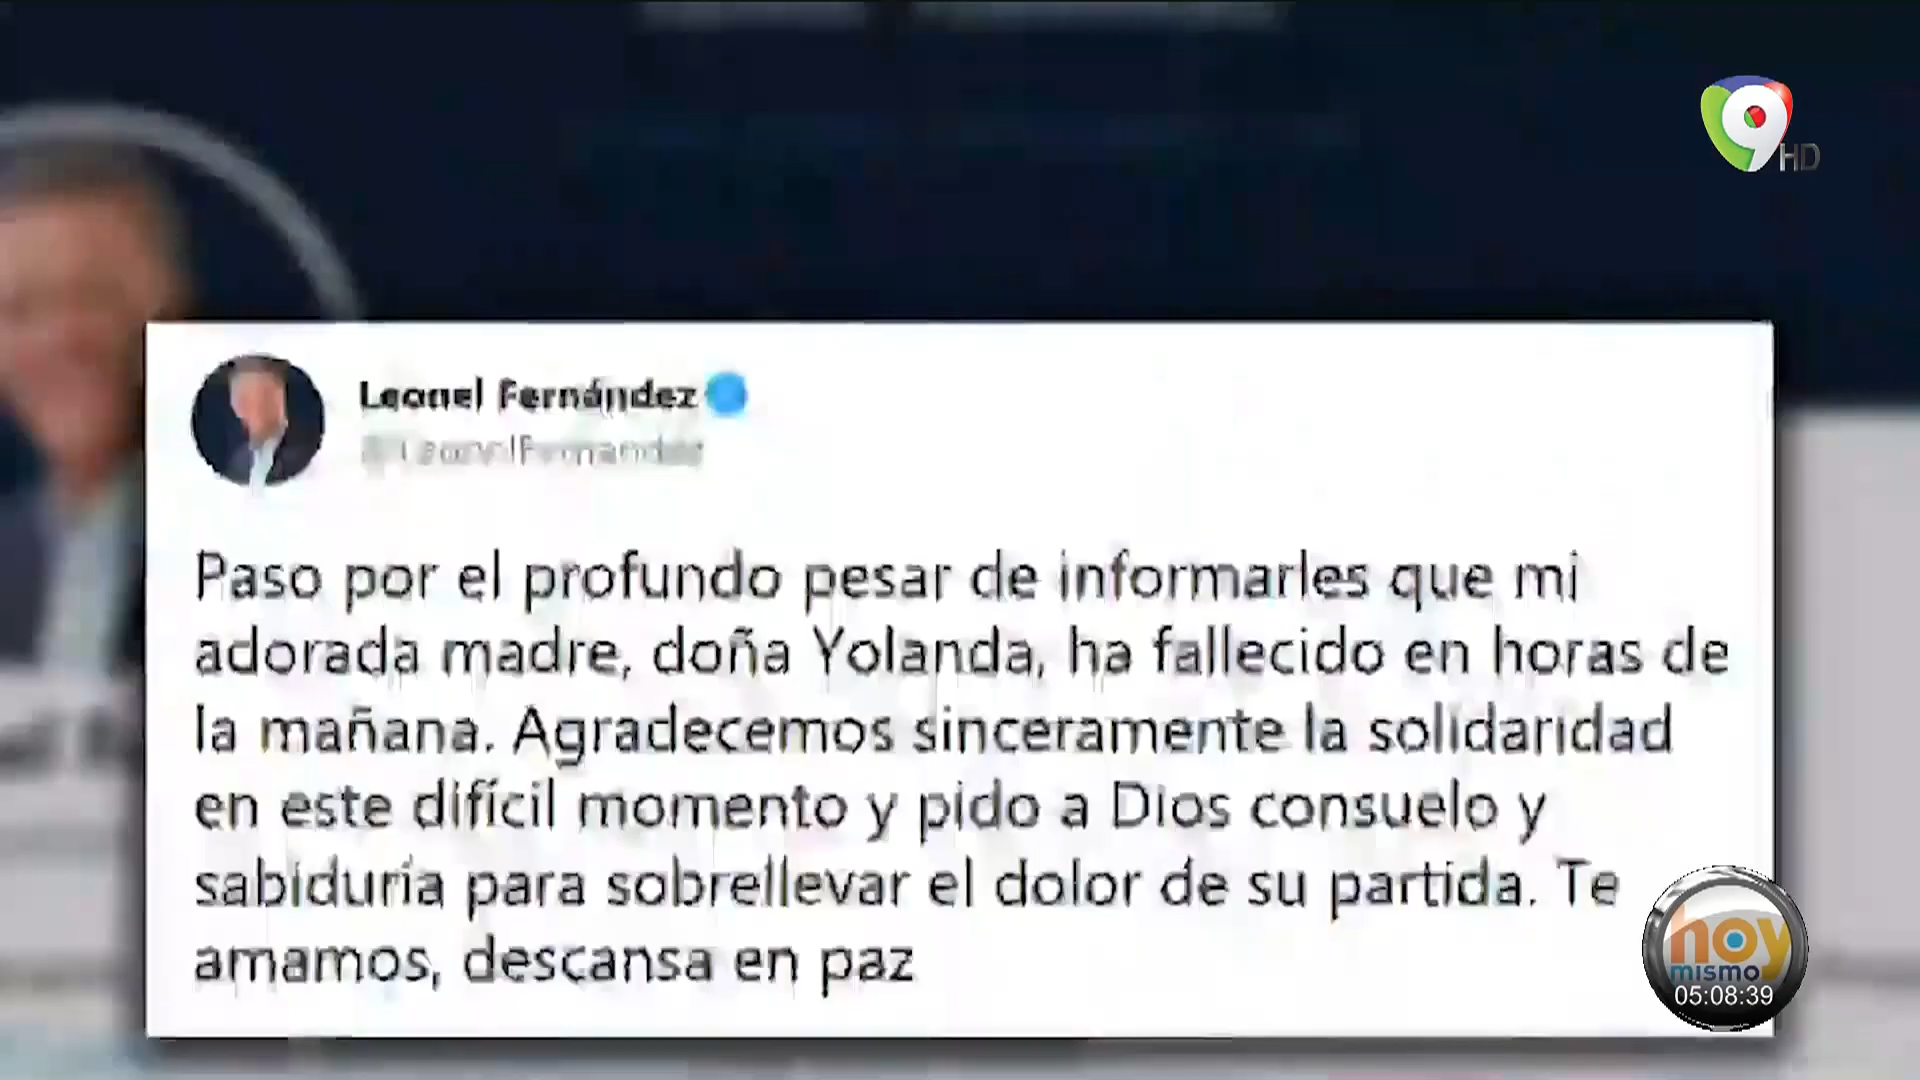 9
HD
Leonel Fernández
@LeonelFernandez
Paso por el profundo pesar de informarles que mi
adorada madre, doña Yolanda, ha fallecido en horas de
la mañana. Agradecemos sinceramente la solidaridad
en este difícil momento y pido a Dios consuelo y
sabiduría para sobrellevar el dolor de su partida. Te
amamos, descansa en paz
hoy
mismo
05:08:39